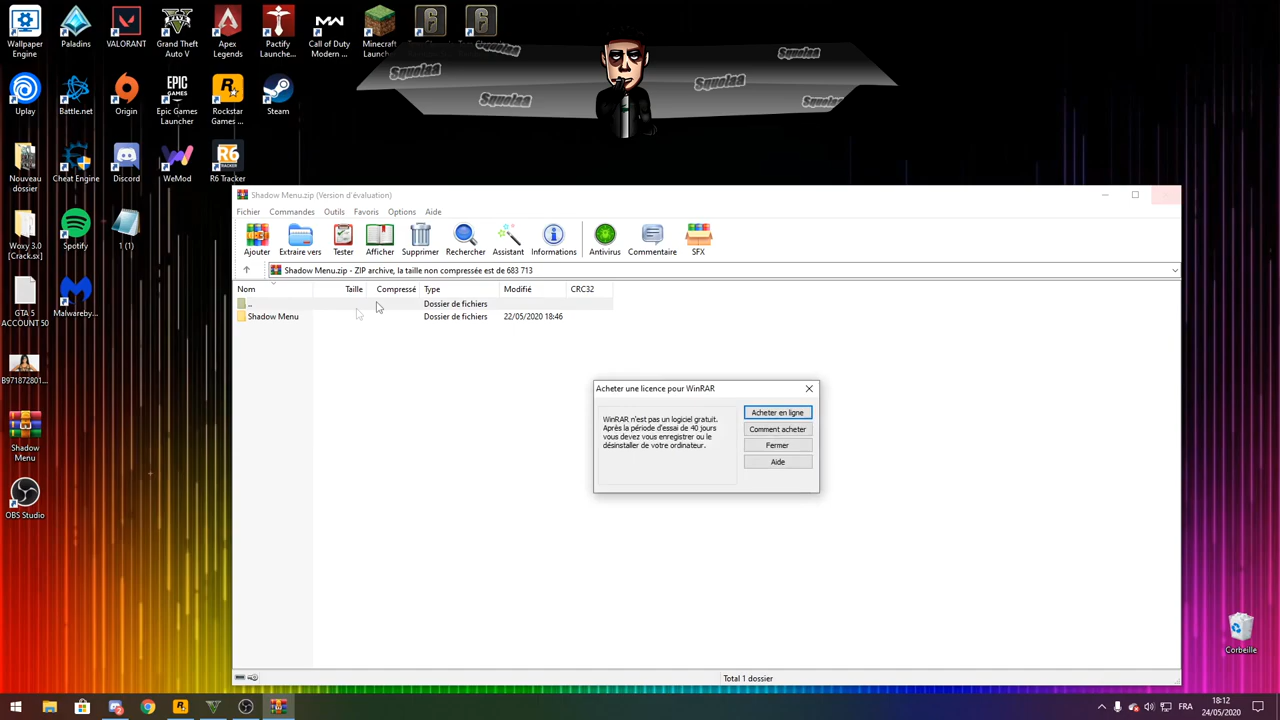 Wallpaper
Engine
Paladins
VALORANT
Grand Theft
Auto V
Apex
Legends
Pactify
Launche...
Call of Duty
Modern ...
Minecraft
Launcher
Squolaa
Squolaa
Squolaa
Squolaa
Uplay
Battle.net
Origin
Epic Games
Launcher
Rockstar
Games ...
Steam
Nouveau
dossier
Cheat Engine
Discord
WeMod
R6 Tracker
Woxy 3.0
[Crack.sx]
Spotify
1 (1)
GTA 5
ACCOUNT 50
Malwareby...
B971872801...
Shadow
Menu
OBS Studio
Shadow Menu.zip (Version d'évaluation)
Fichier Commandes Outils Favoris Options Aide
Ajouter Extraire vers Tester Afficher Supprimer Rechercher Assistant Informations Antivirus Commentaire SFX
Shadow Menu.zip - ZIP archive, la taille non compressée est de 683 713
Nom Taille Compressé Type Modifié CRC32
.. Dossier de fichiers
Shadow Menu Dossier de fichiers 22/05/2020 18:46
Acheter une licence pour WinRAR
WinRAR n'est pas un logiciel gratuit.
Après la période d'essai de 40 jours
vous devez vous enregistrer ou le
désinstaller de votre ordinateur.
Acheter en ligne
Comment acheter
Fermer
Aide
Total 1 dossier
Corbeille
FRA
18:12
24/05/2020